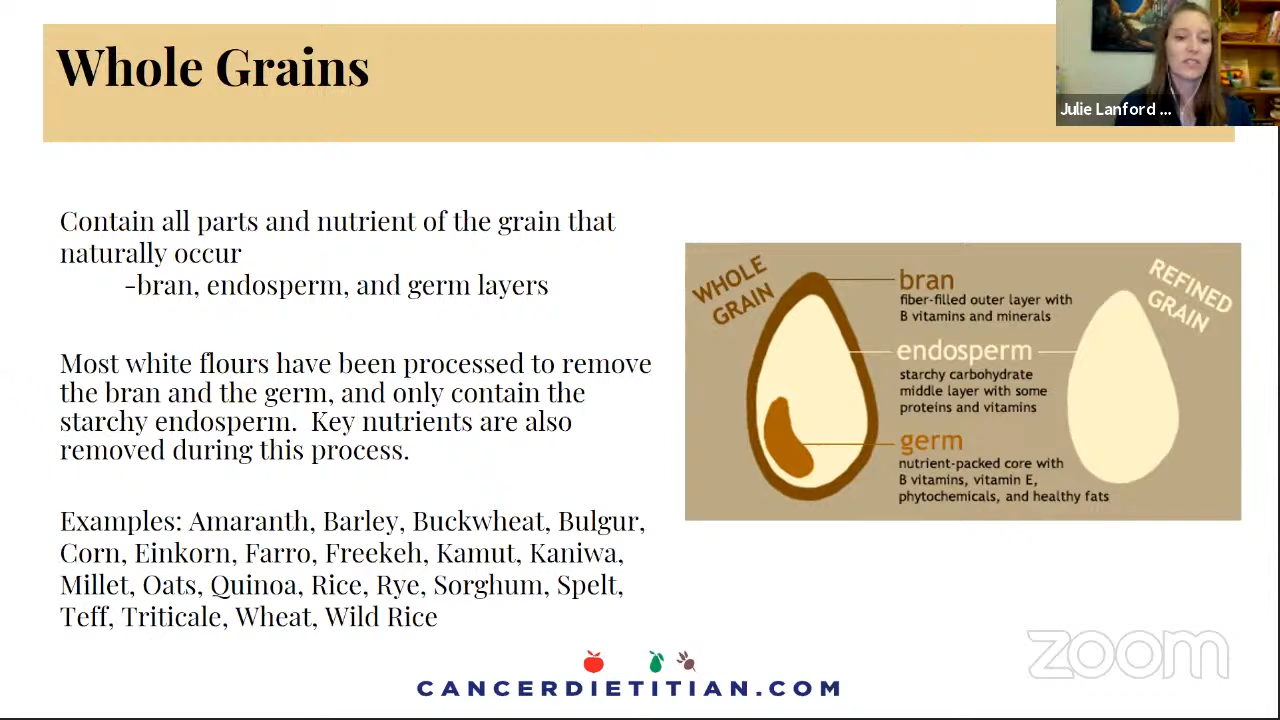 Whole Grains
Julie Lanford ...
Contain all parts and nutrient of the grain that
naturally occur
-bran, endosperm, and germ layers
Most white flours have been processed to remove
the bran and the germ, and only contain the
starchy endosperm. Key nutrients are also
removed during this process.
Examples: Amaranth, Barley, Buckwheat, Bulgur,
Corn, Einkorn, Farro, Freekeh, Kamut, Kaniwa,
Millet, Oats, Quinoa, Rice, Rye, Sorghum, Spelt,
Teff, Triticale, Wheat, Wild Rice
WHOLE
GRAIN
bran
fiber-filled outer layer with
B vitamins and minerals
endosperm
starchy carbohydrate
middle layer with some
proteins and vitamins
germ
nutrient-packed core with
B vitamins, vitamin E,
phytochemicals, and healthy fats
REFINED
GRAIN
CANCERDIETITIAN.COM
zoom